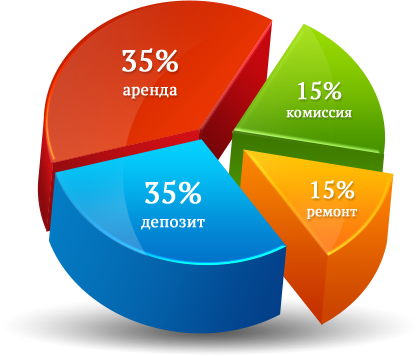 35%
аренда
15%
комиссия
35%
депозит
15%
ремонт